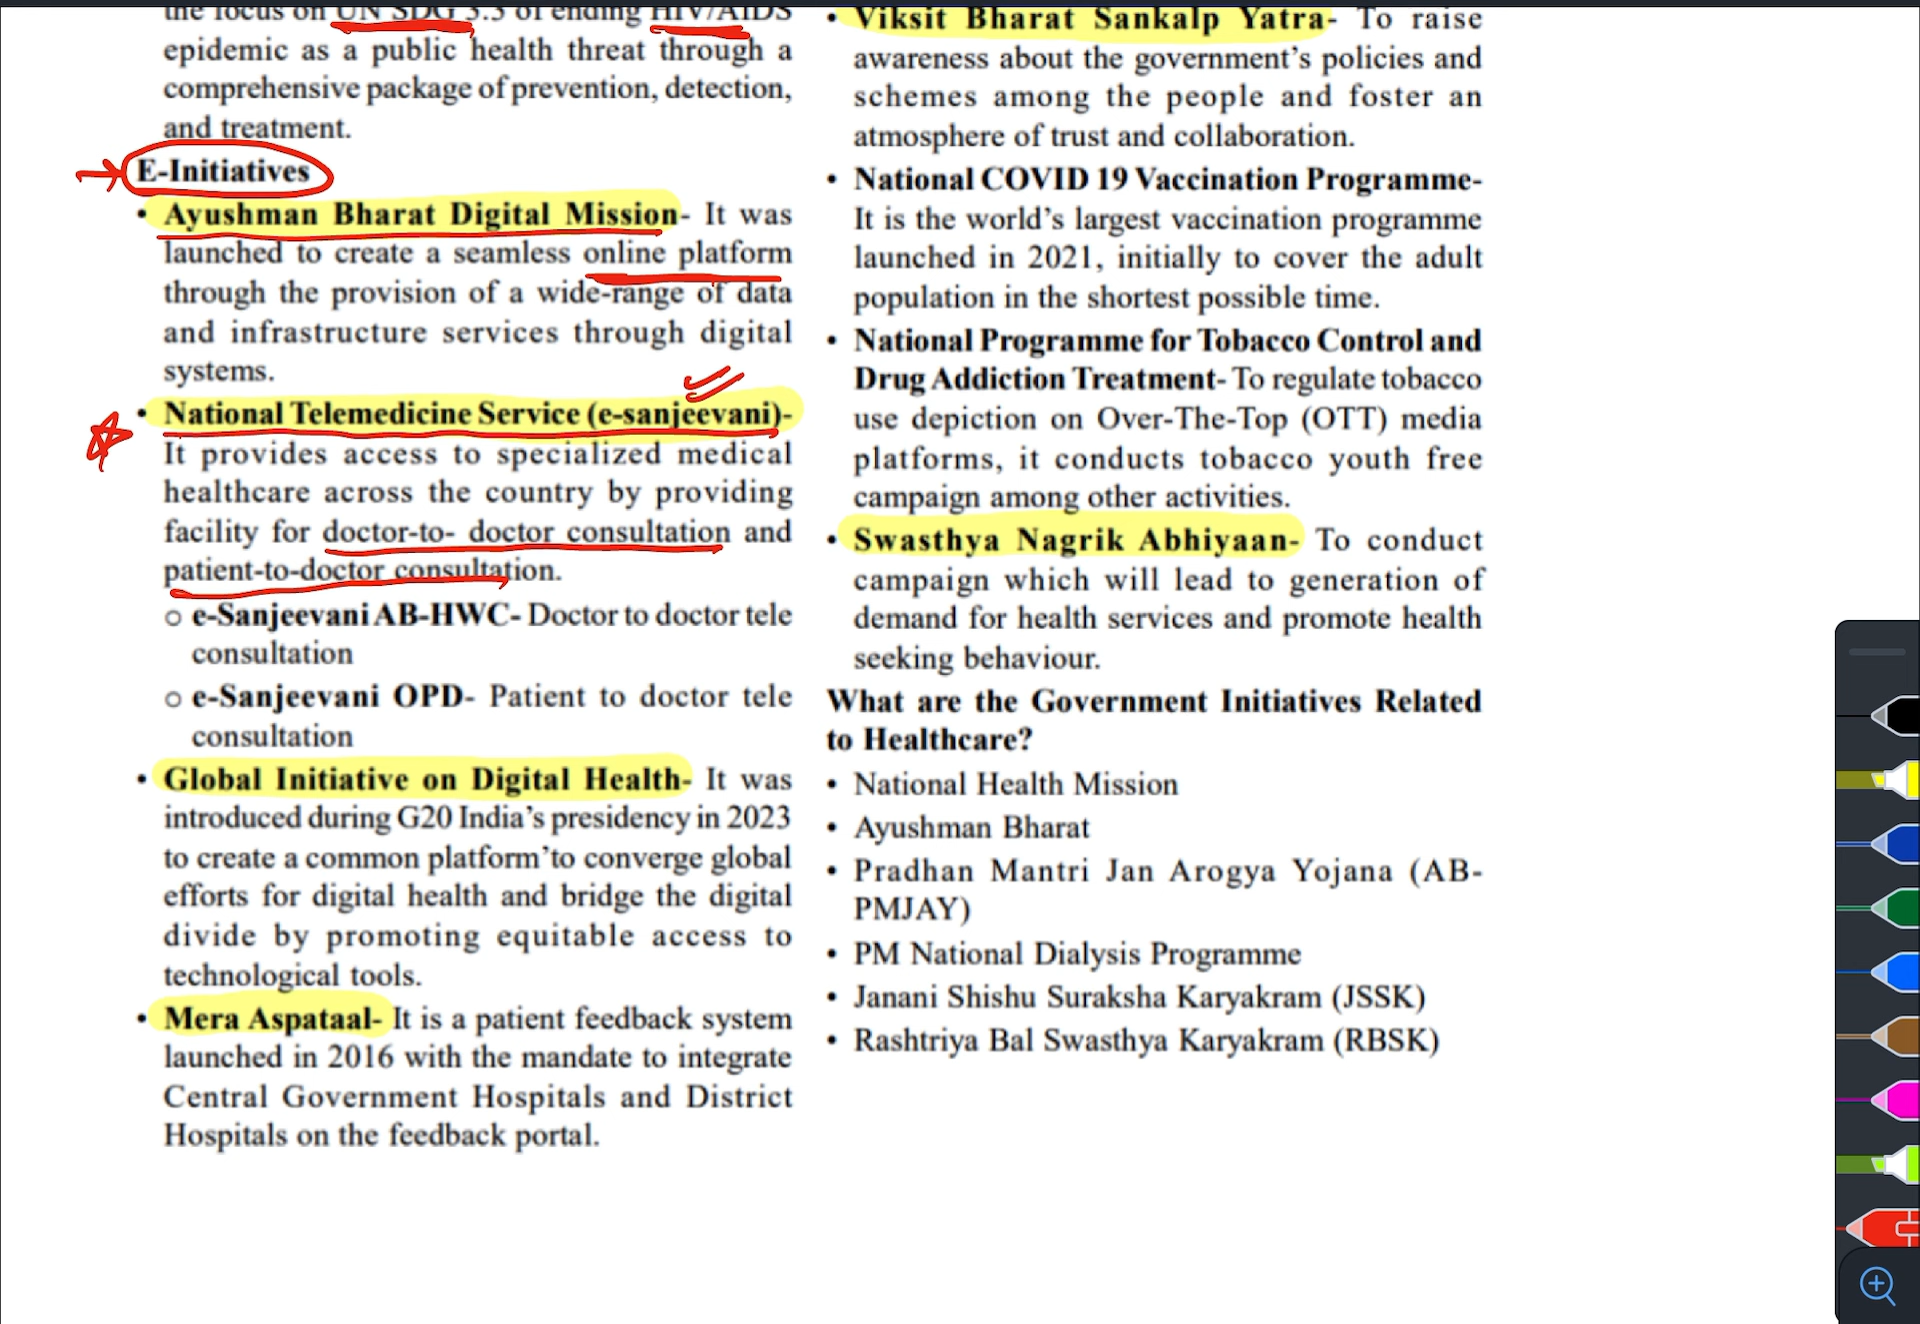 the focus on UN SDG 3.3 of ending HIV/AIDS
epidemic as a public health threat through a
comprehensive package of prevention, detection,
and treatment.
E-Initiatives
• Ayushman Bharat Digital Mission- It was
launched to create a seamless online platform
through the provision of a wide-range of data
and infrastructure services through digital
systems.
• National Telemedicine Service (e-sanjeevani)-
It provides access to specialized medical
healthcare across the country by providing
facility for doctor-to- doctor consultation and
patient-to-doctor consultation.
o e-Sanjeevani AB-HWC- Doctor to doctor tele
consultation
o e-Sanjeevani OPD- Patient to doctor tele
consultation
• Global Initiative on Digital Health- It was
introduced during G20 India's presidency in 2023
to create a common platform'to converge global
efforts for digital health and bridge the digital
divide by promoting equitable access to
technological tools.
• Mera Aspataal- It is a patient feedback system
launched in 2016 with the mandate to integrate
Central Government Hospitals and District
Hospitals on the feedback portal.
• Viksit Bharat Sankalp Yatra- To raise
awareness about the government's policies and
schemes among the people and foster an
atmosphere of trust and collaboration.
• National COVID 19 Vaccination Programme-
It is the world's largest vaccination programme
launched in 2021, initially to cover the adult
population in the shortest possible time.
• National Programme for Tobacco Control and
Drug Addiction Treatment- To regulate tobacco
use depiction on Over-The-Top (OTT) media
platforms, it conducts tobacco youth free
campaign among other activities.
• Swasthya Nagrik Abhiyaan- To conduct
campaign which will lead to generation of
demand for health services and promote health
seeking behaviour.
What are the Government Initiatives Related
to Healthcare?
• National Health Mission
• Ayushman Bharat
• Pradhan Mantri Jan Arogya Yojana (AB-
PMJAY)
• PM National Dialysis Programme
• Janani Shishu Suraksha Karyakram (JSSK)
• Rashtriya Bal Swasthya Karyakram (RBSK)